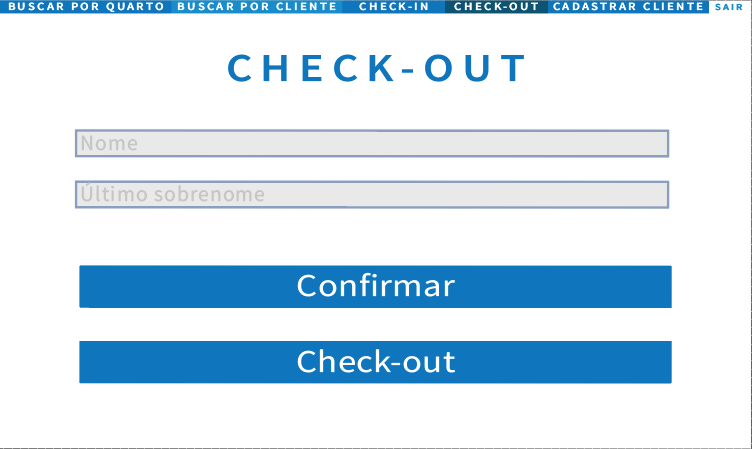 BUSCAR POR QUARTO BUSCAR POR CLIENTE CHECK-IN CHECK-OUT CADASTRAR CLIENTE SAIR
CHECK-OUT
Nome
Último sobrenome
Confirmar
Check-out